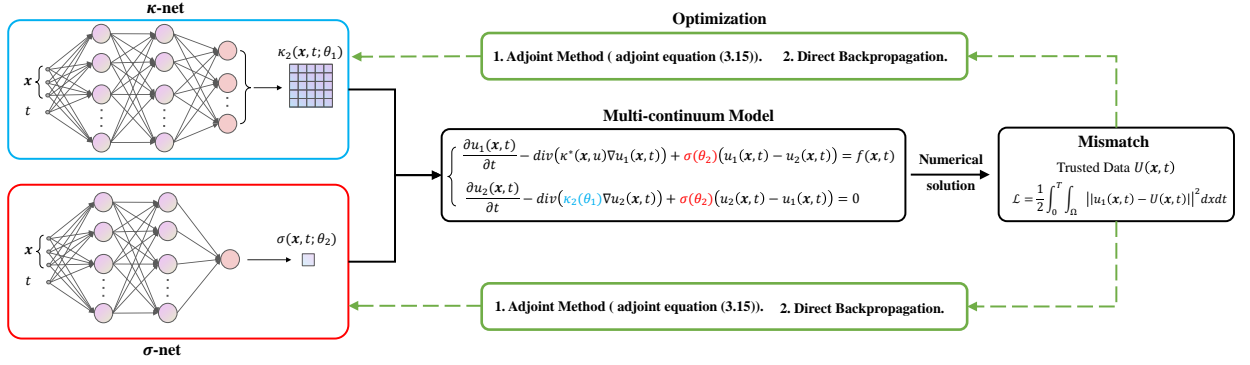 κ-net
Optimization
κ₂(x, t; θ₁)
x
t
1. Adjoint Method ( adjoint equation (3.15)). 2. Direct Backpropagation.
Multi-continuum Model
∂u₁(x, t)/∂t − div(κ*(x, u)∇u₁(x, t)) + σ(θ₂)(u₁(x, t) − u₂(x, t)) = f(x, t)
∂u₂(x, t)/∂t − div(κ₂(θ₁)∇u₂(x, t)) + σ(θ₂)(u₂(x, t) − u₁(x, t)) = 0
Numerical
solution
Mismatch
Trusted Data U(x, t)
ℒ = 1/2 ∫₀ᵀ ∫_Ω ||u₁(x, t) − U(x, t)||² dxdt
σ(x, t; θ₂)
x
t
1. Adjoint Method ( adjoint equation (3.15)). 2. Direct Backpropagation.
σ-net